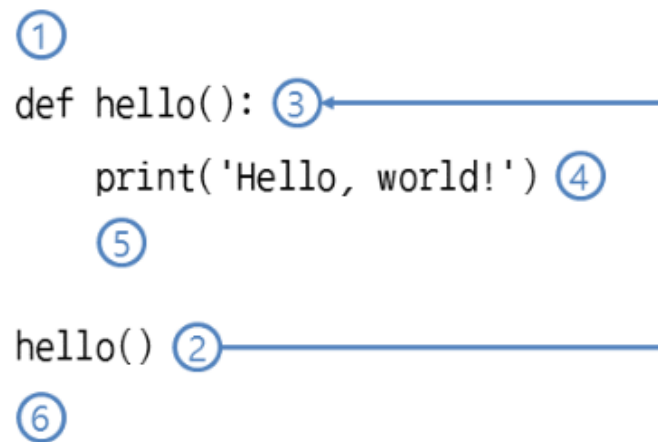 ①
def hello(): ③
print('Hello, world!') ④
⑤
hello() ②
⑥